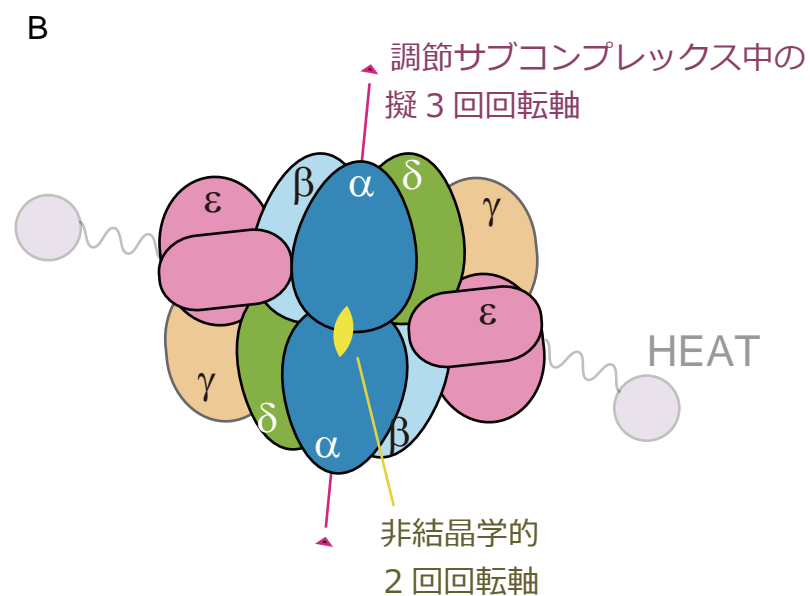 B
調節サブコンプレックス中の
擬3回回転軸
β
α
δ
ε
γ
ε
HEAT
γ
δ
α
β
非結晶学的
2回回転軸